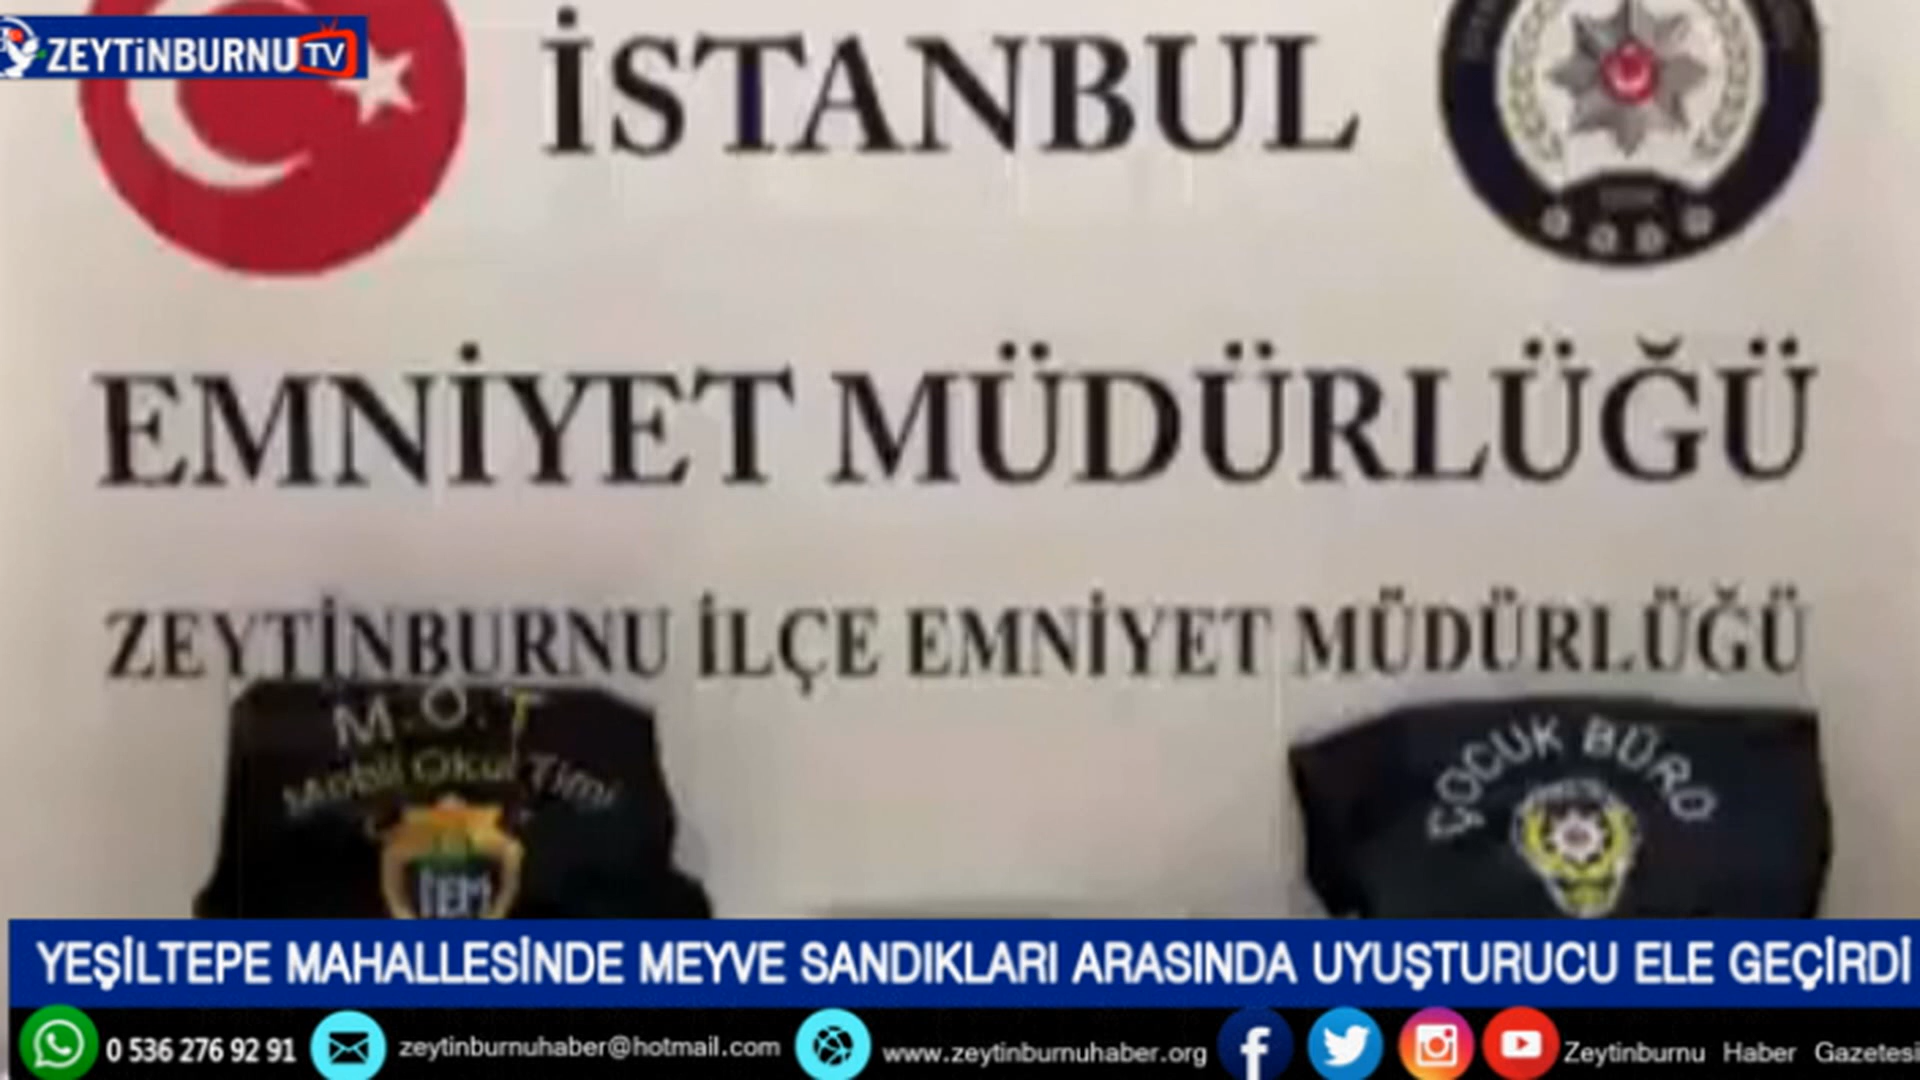 ZEYTiNBURNU TV
İSTANBUL
EMNİYET MÜDÜRLÜĞÜ
ZEYTİNBURNU İLÇE EMNİYET MÜDÜRLÜĞÜ
M.O.T
Mobil Okul Timi
TEM
ÇOCUK BÜRO
YEŞİLTEPE MAHALLESİNDE MEYVE SANDIKLARI ARASINDA UYUŞTURUCU ELE GEÇİRDİ
0 536 276 92 91 zeytinburnuhaber@hotmail.com www.zeytinburnuhaber.org Zeytinburnu Haber Gazetesi